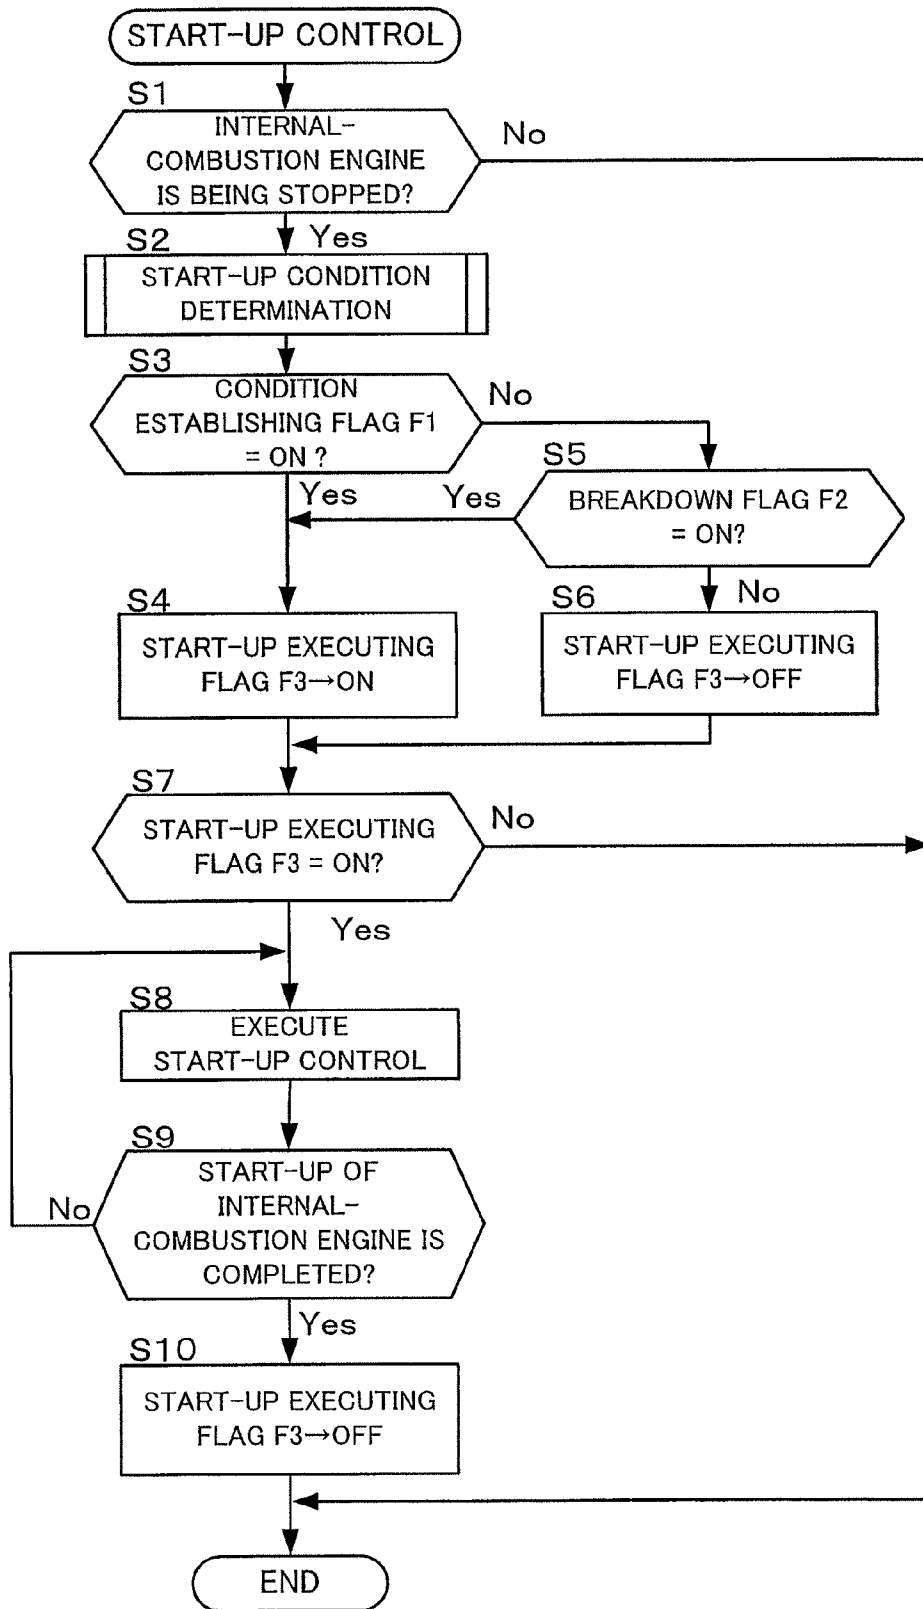 START-UP CONTROL
S1
INTERNAL-
COMBUSTION ENGINE
IS BEING STOPPED?
No
Yes
S2
START-UP CONDITION
DETERMINATION
S3
CONDITION
ESTABLISHING FLAG F1
= ON ?
No
Yes
S5
BREAKDOWN FLAG F2
= ON?
Yes
No
S4
START-UP EXECUTING
FLAG F3→ON
S6
START-UP EXECUTING
FLAG F3→OFF
S7
START-UP EXECUTING
FLAG F3 = ON?
No
Yes
S8
EXECUTE
START-UP CONTROL
S9
START-UP OF
INTERNAL-
COMBUSTION ENGINE IS
COMPLETED?
No
Yes
S10
START-UP EXECUTING
FLAG F3→OFF
END